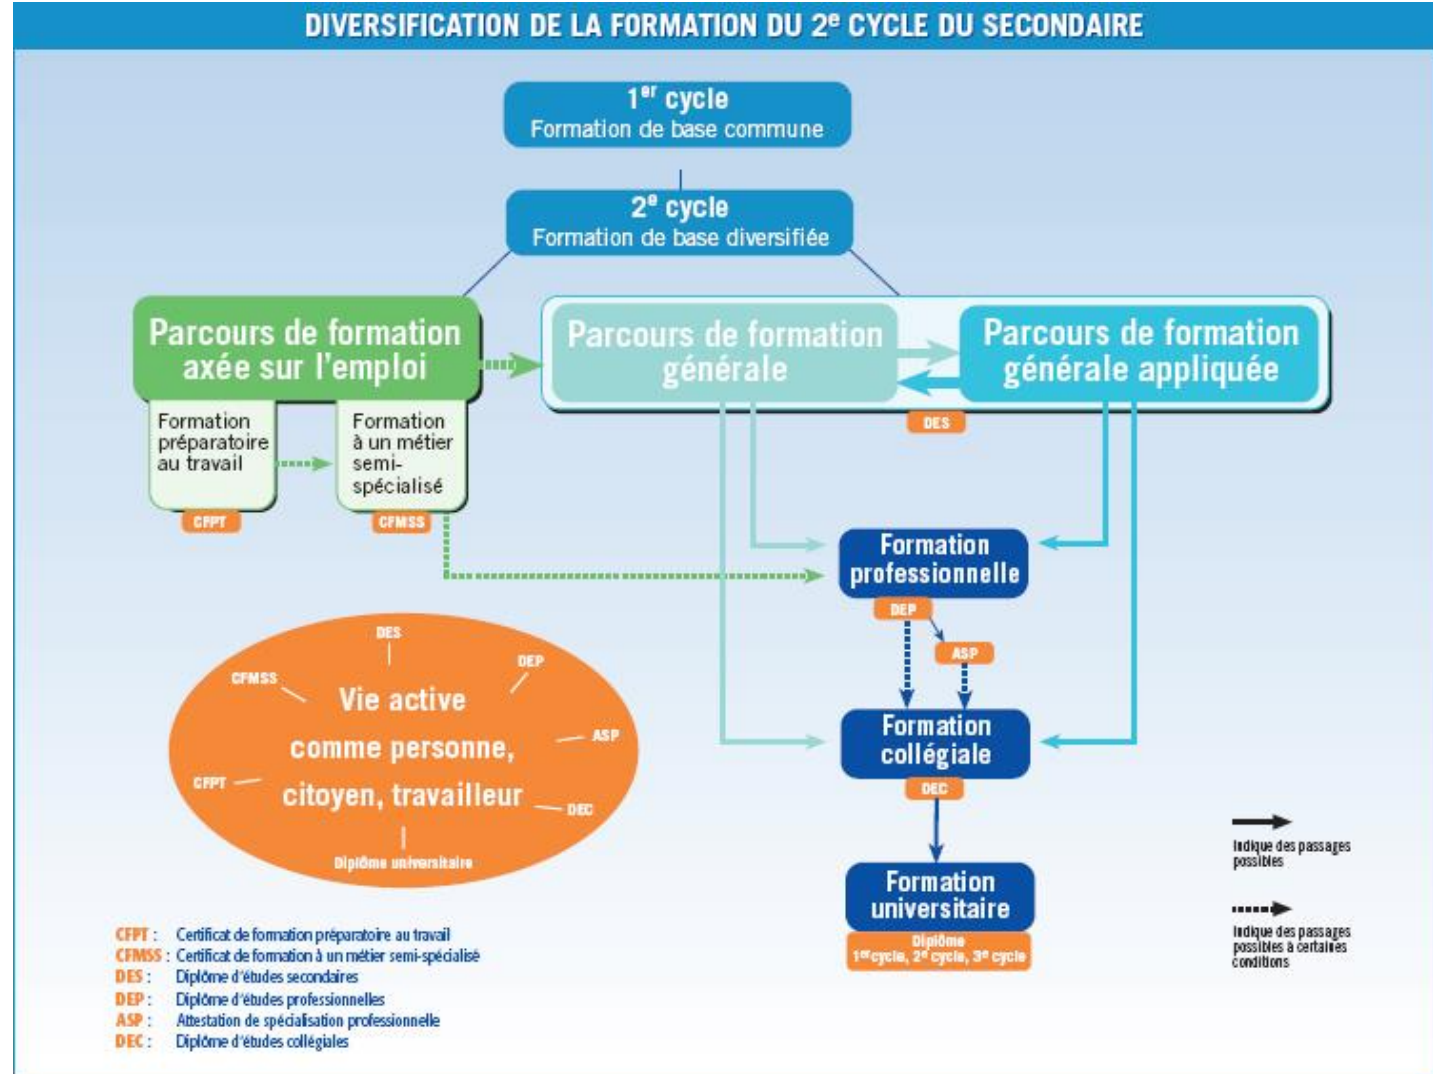 DIVERSIFICATION DE LA FORMATION DU 2e CYCLE DU SECONDAIRE
1er cycle
Formation de base commune
2e cycle
Formation de base diversifiée
Parcours de formation
axée sur l'emploi
Parcours de formation
générale
Parcours de formation
générale appliquée
DES
Formation
préparatoire
au travail
CFPT
Formation
à un métier
semi-
spécialisé
CFMSS
Formation
professionnelle
DEP
ASP
Formation
collégiale
DEC
Formation
universitaire
Diplôme
1er cycle, 2e cycle, 3e cycle
DES
DEP
CFMSS
ASP
CFPT
DEC
Diplôme universitaire
Vie active
comme personne,
citoyen, travailleur
Indique des passages
possibles
Indique des passages
possibles à certaines
conditions
CFPT : Certificat de formation préparatoire au travail
CFMSS : Certificat de formation à un métier semi-spécialisé
DES : Diplôme d'études secondaires
DEP : Diplôme d'études professionnelles
ASP : Attestation de spécialisation professionnelle
DEC : Diplôme d'études collégiales